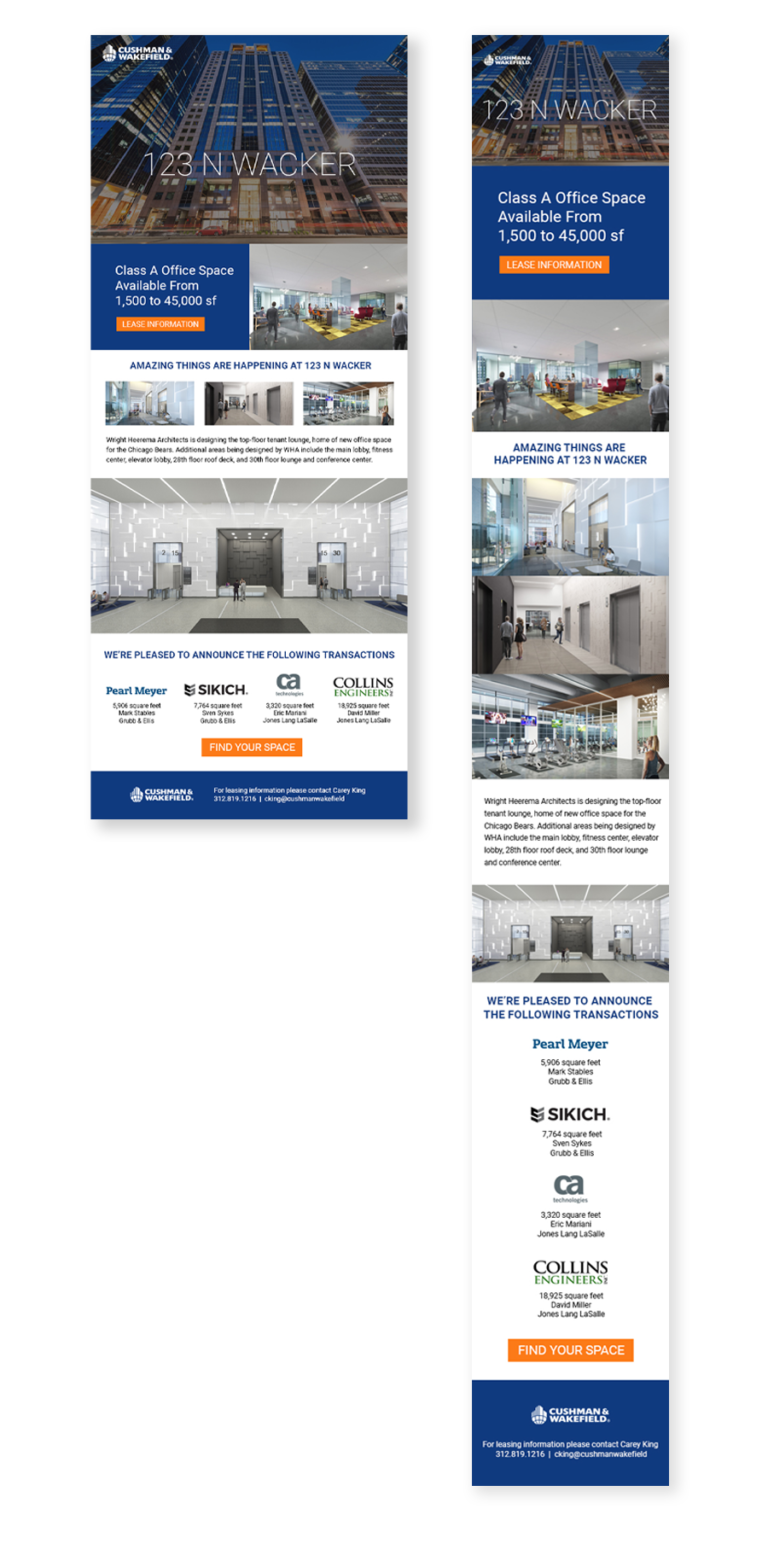 CUSHMAN &
WAKEFIELD®
123 N WACKER
Class A Office Space
Available From
1,500 to 45,000 sf
LEASE INFORMATION
AMAZING THINGS ARE HAPPENING AT 123 N WACKER
Wright Heerema Architects is designing the top-floor tenant lounge, home of new office space
for the Chicago Bears. Additional areas being designed by WHA include the main lobby, fitness
center, elevator lobby, 28th floor roof deck, and 30th floor lounge and conference center.
2 15
15 30
WE'RE PLEASED TO ANNOUNCE THE FOLLOWING TRANSACTIONS
Pearl Meyer
5,906 square feet
Mark Stables
Grubb & Ellis
SIKICH.
7,764 square feet
Sven Sykes
Grubb & Ellis
ca
technologies
3,320 square feet
Eric Mariani
Jones Lang LaSalle
COLLINS
ENGINEERS
18,925 square feet
David Miller
Jones Lang LaSalle
FIND YOUR SPACE
CUSHMAN &
WAKEFIELD®
For leasing information please contact Carey King
312.819.1216 | cking@cushmanwakefield
CUSHMAN &
WAKEFIELD®
123 N WACKER
Class A Office Space
Available From
1,500 to 45,000 sf
LEASE INFORMATION
AMAZING THINGS ARE
HAPPENING AT 123 N WACKER
Wright Heerema Architects is designing the top-floor
tenant lounge, home of new office space for the
Chicago Bears. Additional areas being designed by
WHA include the main lobby, fitness center, elevator
lobby, 28th floor roof deck, and 30th floor lounge
and conference center.
WE'RE PLEASED TO ANNOUNCE
THE FOLLOWING TRANSACTIONS
Pearl Meyer
5,906 square feet
Mark Stables
Grubb & Ellis
SIKICH.
7,764 square feet
Sven Sykes
Grubb & Ellis
ca
technologies
3,320 square feet
Eric Mariani
Jones Lang LaSalle
COLLINS
ENGINEERS
18,925 square feet
David Miller
Jones Lang LaSalle
FIND YOUR SPACE
CUSHMAN &
WAKEFIELD®
For leasing information please contact Carey King
312.819.1216 | cking@cushmanwakefield